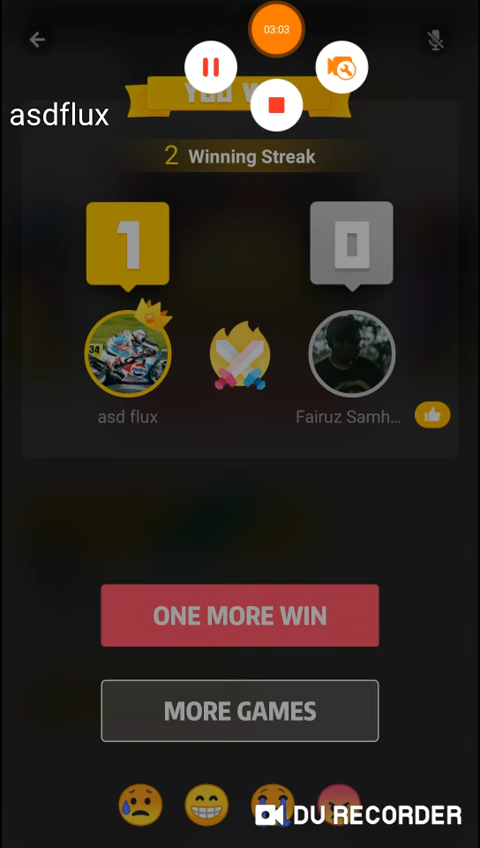 03:03
asdflux
2 Winning Streak
1 0
asd flux Fairuz Samh...
ONE MORE WIN
MORE GAMES
DU RECORDER